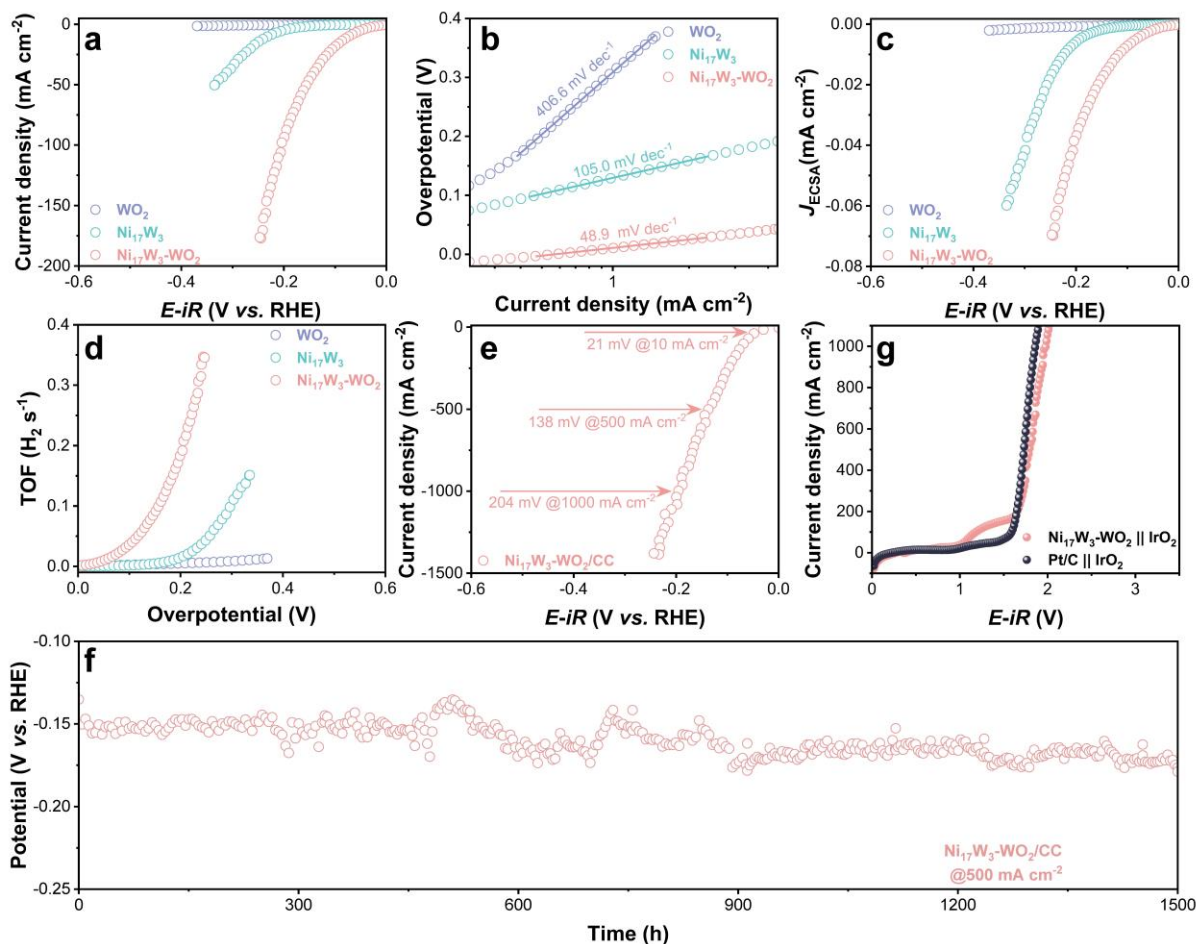 a
Current density (mA cm⁻²)
0
-50
-100
-150
-200
-0.6
-0.4
-0.2
-0.0
E-iR (V vs. RHE)
WO₂
Ni₁₇W₃
Ni₁₇W₃-WO₂
b
Overpotential (V)
0.4
0.3
0.2
0.1
0.0
1
Current density (mA cm⁻²)
WO₂
Ni₁₇W₃
Ni₁₇W₃-WO₂
406.6 mV dec⁻¹
105.0 mV dec⁻¹
48.9 mV dec⁻¹
c
J_ECSA(mA cm⁻²)
0.00
-0.02
-0.04
-0.06
-0.08
-0.6
-0.4
-0.2
-0.0
E-iR (V vs. RHE)
WO₂
Ni₁₇W₃
Ni₁₇W₃-WO₂
d
TOF (H₂ s⁻¹)
0.4
0.3
0.2
0.1
0.0
0.0
0.2
0.4
0.6
Overpotential (V)
WO₂
Ni₁₇W₃
Ni₁₇W₃-WO₂
e
Current density (mA cm⁻²)
0
-500
-1000
-1500
-0.6
-0.4
-0.2
-0.0
E-iR (V vs. RHE)
21 mV @10 mA cm⁻²
138 mV @500 mA cm⁻²
204 mV @1000 mA cm⁻²
Ni₁₇W₃-WO₂/CC
g
Current density (mA cm⁻²)
1000
800
600
400
200
0
0
1
2
3
E-iR (V)
Ni₁₇W₃-WO₂ || IrO₂
Pt/C || IrO₂
f
Potential (V vs. RHE)
-0.10
-0.15
-0.20
-0.25
0
300
600
900
1200
1500
Time (h)
Ni₁₇W₃-WO₂/CC
@500 mA cm⁻²